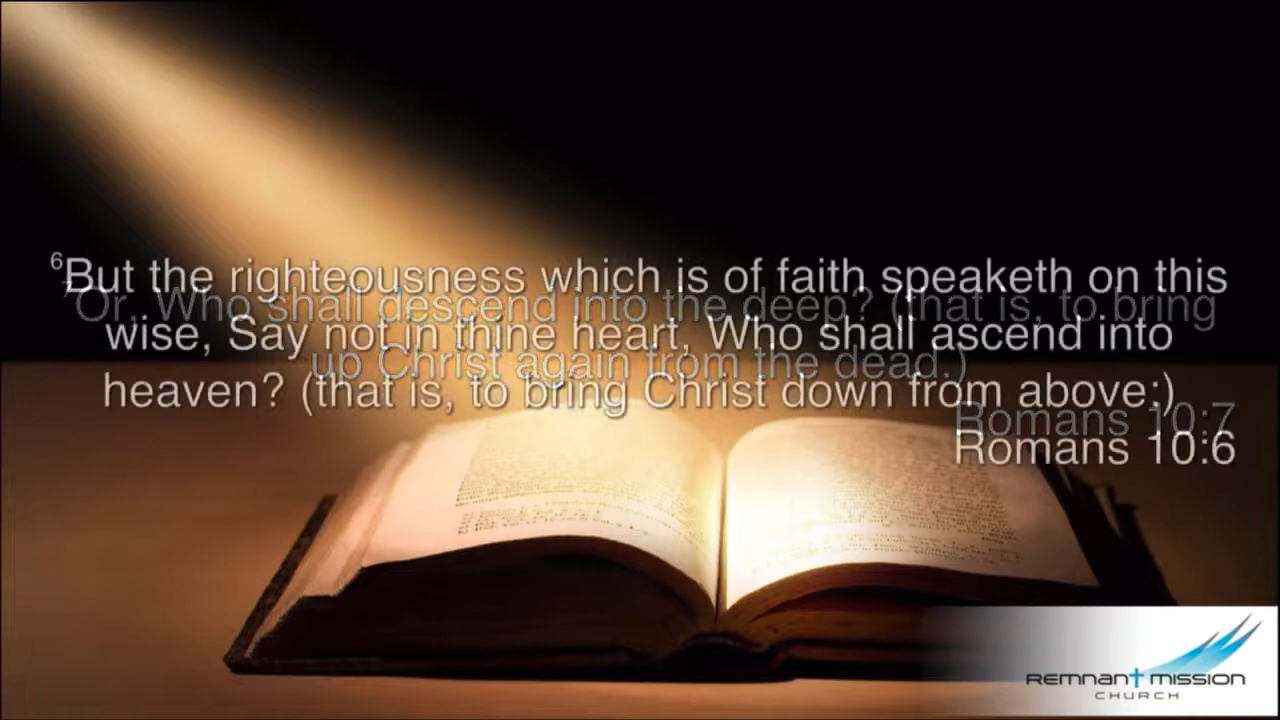 ⁶But the righteousness which is of faith speaketh on this
wise, Say not in thine heart, Who shall ascend into
heaven? (that is, to bring Christ down from above:)
Romans 10:6
⁷Or, Who shall descend into the deep? (that is, to bring
up Christ again from the dead.)
Romans 10:7
REMNANT MISSION
CHURCH